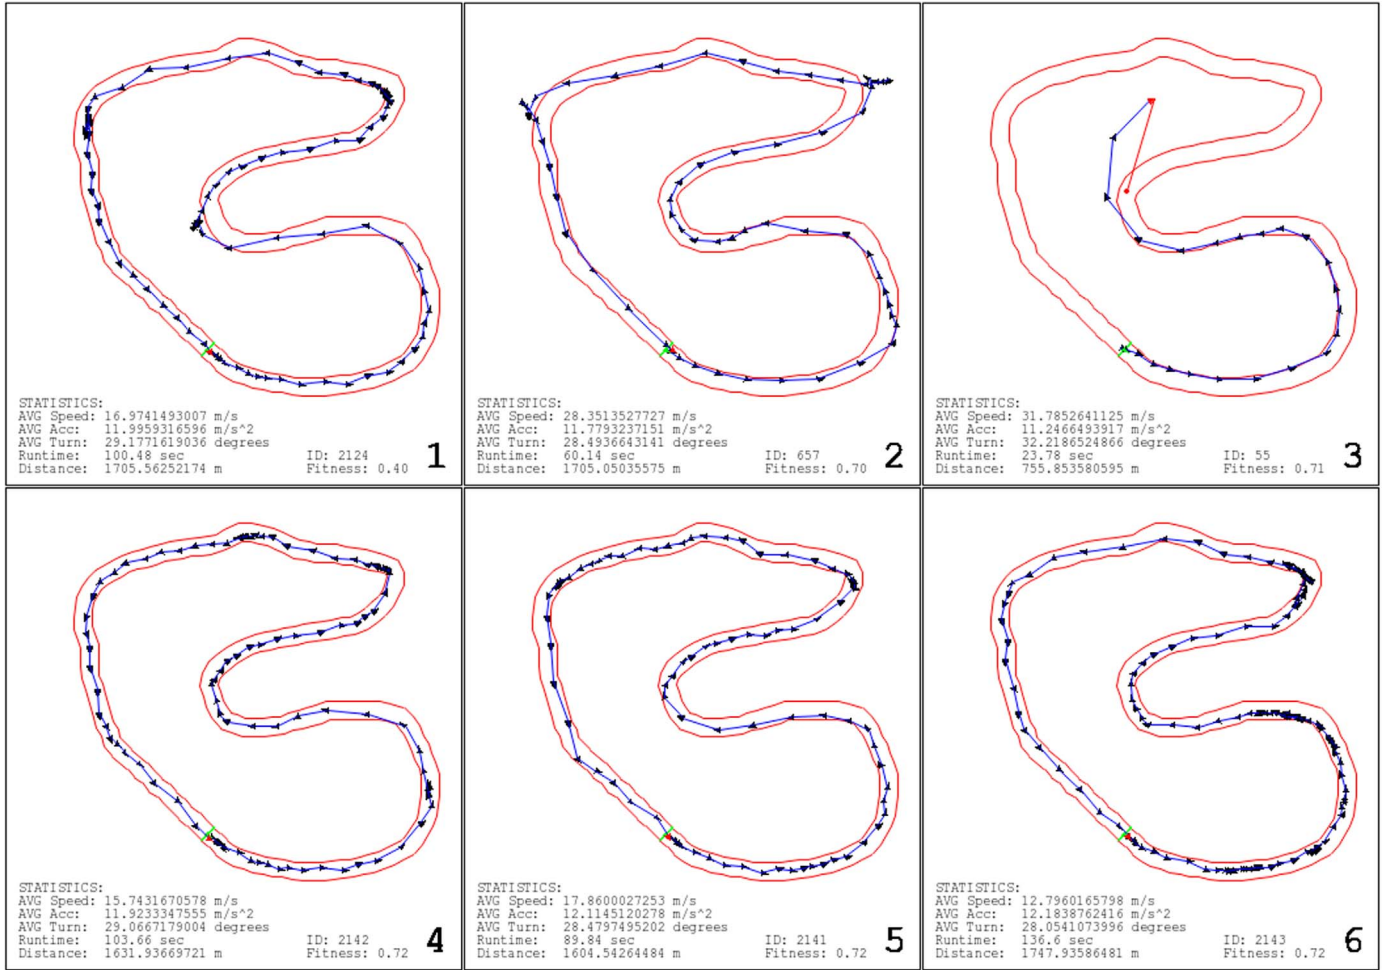 STATISTICS:
AVG Speed: 16.9741493007 m/s
AVG Acc: 11.9959316596 m/s^2
AVG Turn: 29.1771619036 degrees
Runtime: 100.48 sec ID: 2124
Distance: 1705.56252174 m Fitness: 0.40
1
STATISTICS:
AVG Speed: 28.3513527727 m/s
AVG Acc: 11.7793237151 m/s^2
AVG Turn: 28.4936643141 degrees
Runtime: 60.14 sec ID: 657
Distance: 1705.05035575 m Fitness: 0.70
2
STATISTICS:
AVG Speed: 31.7852641125 m/s
AVG Acc: 11.2466493917 m/s^2
AVG Turn: 32.2186524866 degrees
Runtime: 23.78 sec ID: 55
Distance: 755.853580595 m Fitness: 0.71
3
STATISTICS:
AVG Speed: 15.7431670578 m/s
AVG Acc: 11.9233347555 m/s^2
AVG Turn: 29.0667179004 degrees
Runtime: 103.66 sec ID: 2142
Distance: 1631.93669721 m Fitness: 0.72
4
STATISTICS:
AVG Speed: 17.8600027253 m/s
AVG Acc: 12.1145120278 m/s^2
AVG Turn: 28.4797495202 degrees
Runtime: 89.84 sec ID: 2141
Distance: 1604.54264484 m Fitness: 0.72
5
STATISTICS:
AVG Speed: 12.7960165798 m/s
AVG Acc: 12.1838762416 m/s^2
AVG Turn: 28.0541073996 degrees
Runtime: 136.6 sec ID: 2143
Distance: 1747.93586481 m Fitness: 0.72
6